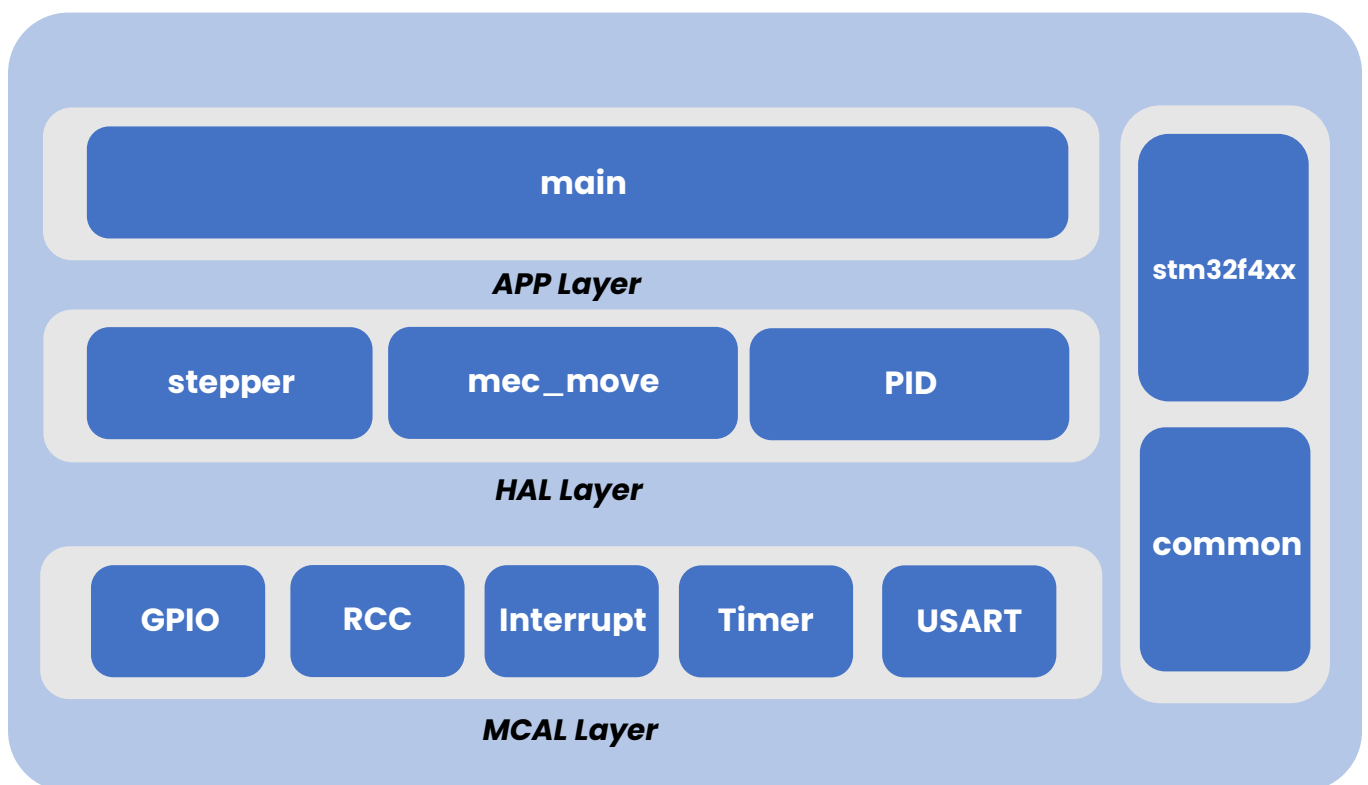 main
APP Layer
stepper
mec_move
PID
HAL Layer
GPIO
RCC
Interrupt
Timer
USART
MCAL Layer
stm32f4xx
common